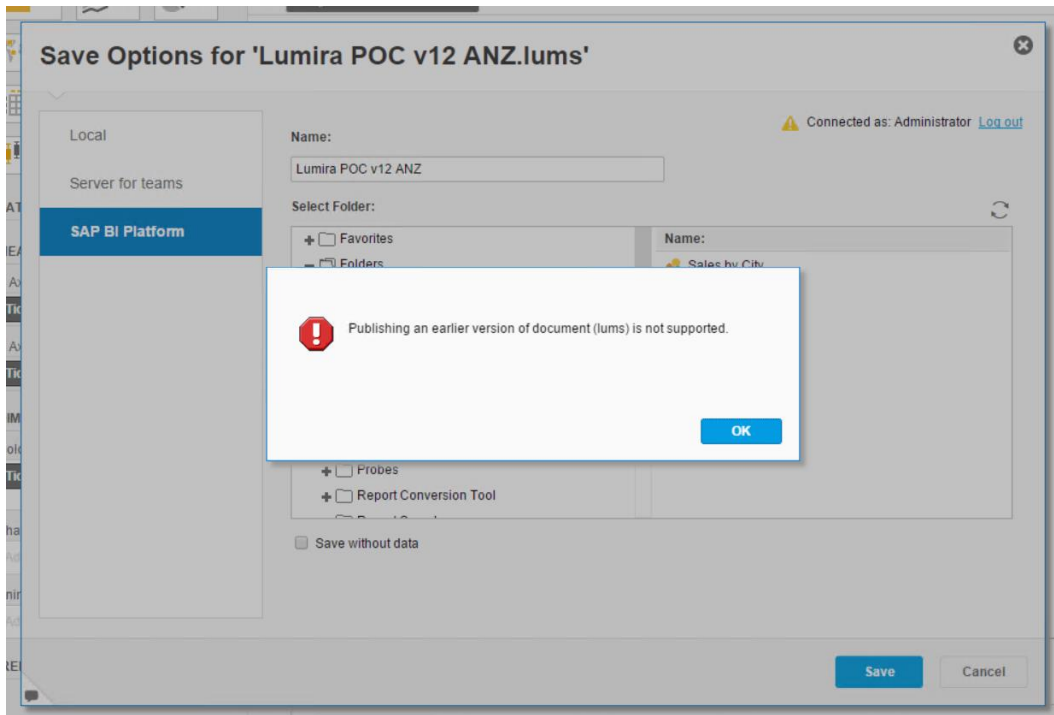 Save Options for 'Lumira POC v12 ANZ.lums'
Connected as: Administrator Log out
Local
Server for teams
SAP BI Platform
Name:
Lumira POC v12 ANZ
Select Folder:
Favorites
Folders
Name:
Sales by City
Publishing an earlier version of document (lums) is not supported.
OK
Probes
Report Conversion Tool
Save without data
Save
Cancel